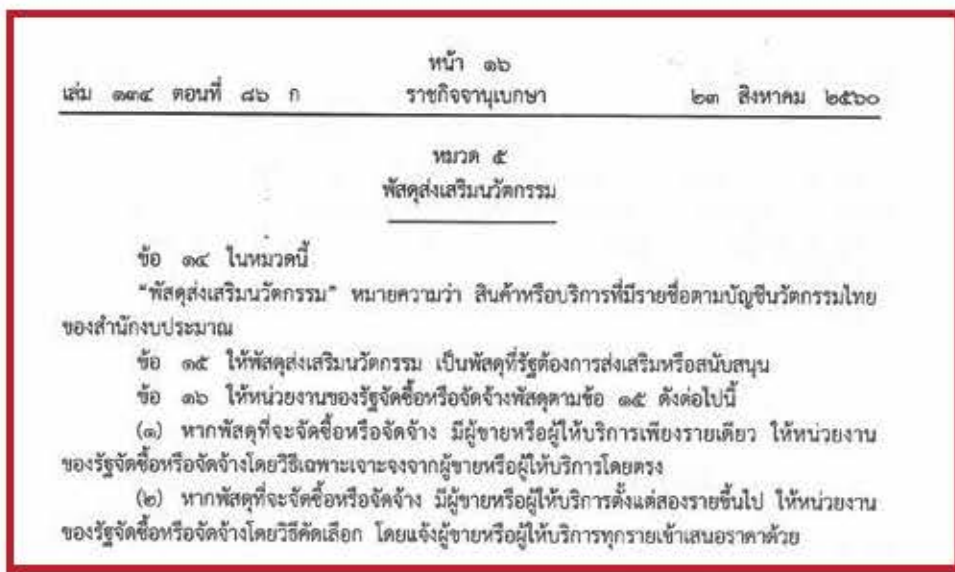 หน้า ๑๖
เล่ม ๑๓๔ ตอนที่ ๘๖ ก ราชกิจจานุเบกษา ๒๓ สิงหาคม ๒๕๖๐
หมวด ๕
พัสดุส่งเสริมนวัตกรรม
ข้อ ๑๔ ในหมวดนี้
“พัสดุส่งเสริมนวัตกรรม” หมายความว่า สินค้าหรือบริการที่มีรายชื่อตามบัญชีนวัตกรรมไทย
ของสำนักงบประมาณ
ข้อ ๑๕ ให้พัสดุส่งเสริมนวัตกรรม เป็นพัสดุที่รัฐต้องการส่งเสริมหรือสนับสนุน
ข้อ ๑๖ ให้หน่วยงานของรัฐจัดซื้อหรือจัดจ้างพัสดุตามข้อ ๑๕ ดังต่อไปนี้
(๑) หากพัสดุที่จะจัดซื้อหรือจัดจ้าง มีผู้ขายหรือผู้ให้บริการเพียงรายเดียว ให้หน่วยงาน
ของรัฐจัดซื้อหรือจัดจ้างโดยวิธีเฉพาะเจาะจงจากผู้ขายหรือผู้ให้บริการโดยตรง
(๒) หากพัสดุที่จะจัดซื้อหรือจัดจ้าง มีผู้ขายหรือผู้ให้บริการตั้งแต่สองรายขึ้นไป ให้หน่วยงาน
ของรัฐจัดซื้อหรือจัดจ้างโดยวิธีคัดเลือก โดยแจ้งผู้ขายหรือผู้ให้บริการทุกรายเข้าเสนอราคาด้วย